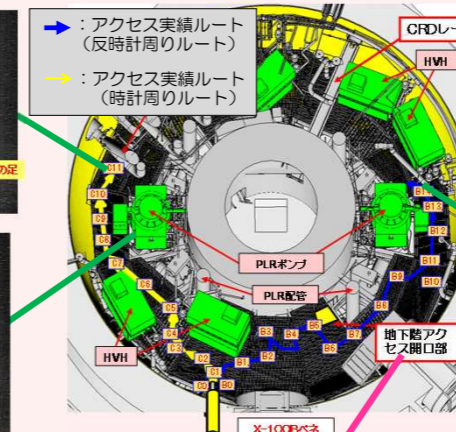 ：アクセス実績ルート
（反時計周りルート）
：アクセス実績ルート
（時計周りルート）
CRDレー
HVH
の足
C11
C10
C9
C8
C7
C6
C5
C4
C3
C2
C1
C0
B0
B1
B2
B3
B4
B5
B6
B7
B8
B9
B10
B11
B12
B13
PLRポンプ
PLR配管
HVH
地下階アク
セス開口部
X-100Bペネ